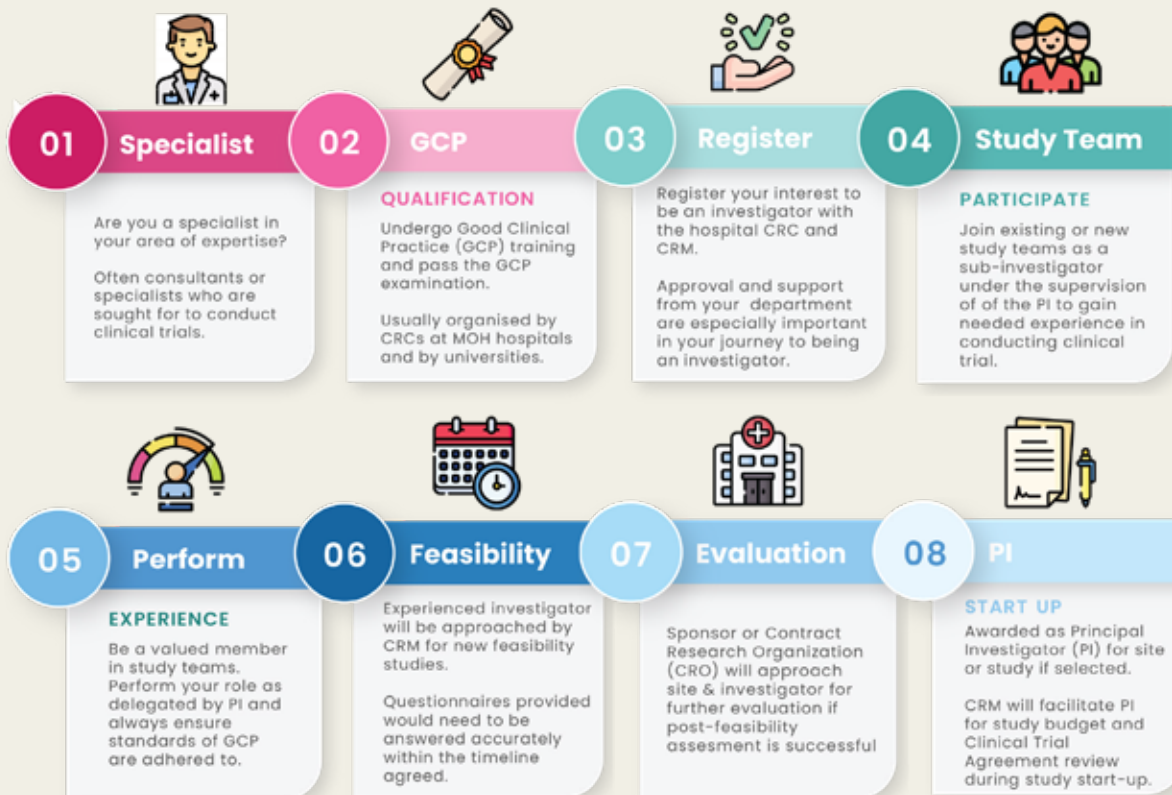 01
Specialist
Are you a specialist in
your area of expertise?
Often consultants or
specialists who are
sought for to conduct
clinical trials.
02
GCP
QUALIFICATION
Undergo Good Clinical
Practice (GCP) training
and pass the GCP
examination.
Usually organised by
CRCs at MOH hospitals
and by universities.
03
Register
Register your interest to
be an investigator with
the hospital CRC and
CRM.
Approval and support
from your department
are especially important
in your journey to being
an investigator.
04
Study Team
PARTICIPATE
Join existing or new
study teams as a
sub-investigator
under the supervision
of of the PI to gain
needed experience in
conducting clinical
trial.
05
Perform
EXPERIENCE
Be a valued member
in study teams.
Perform your role as
delegated by PI and
always ensure
standards of GCP
are adhered to.
06
Feasibility
Experienced investigator
will be approached by
CRM for new feasibility
studies.
Questionnaires provided
would need to be
answered accurately
within the timeline
agreed.
07
Evaluation
Sponsor or Contract
Research Organization
(CRO) will approach
site & investigator for
further evaluation if
post-feasibility
assesment is successful
08
PI
START UP
Awarded as Principal
Investigator (PI) for site
or study if selected.
CRM will facilitate PI
for study budget and
Clinical Trial
Agreement review
during study start-up.